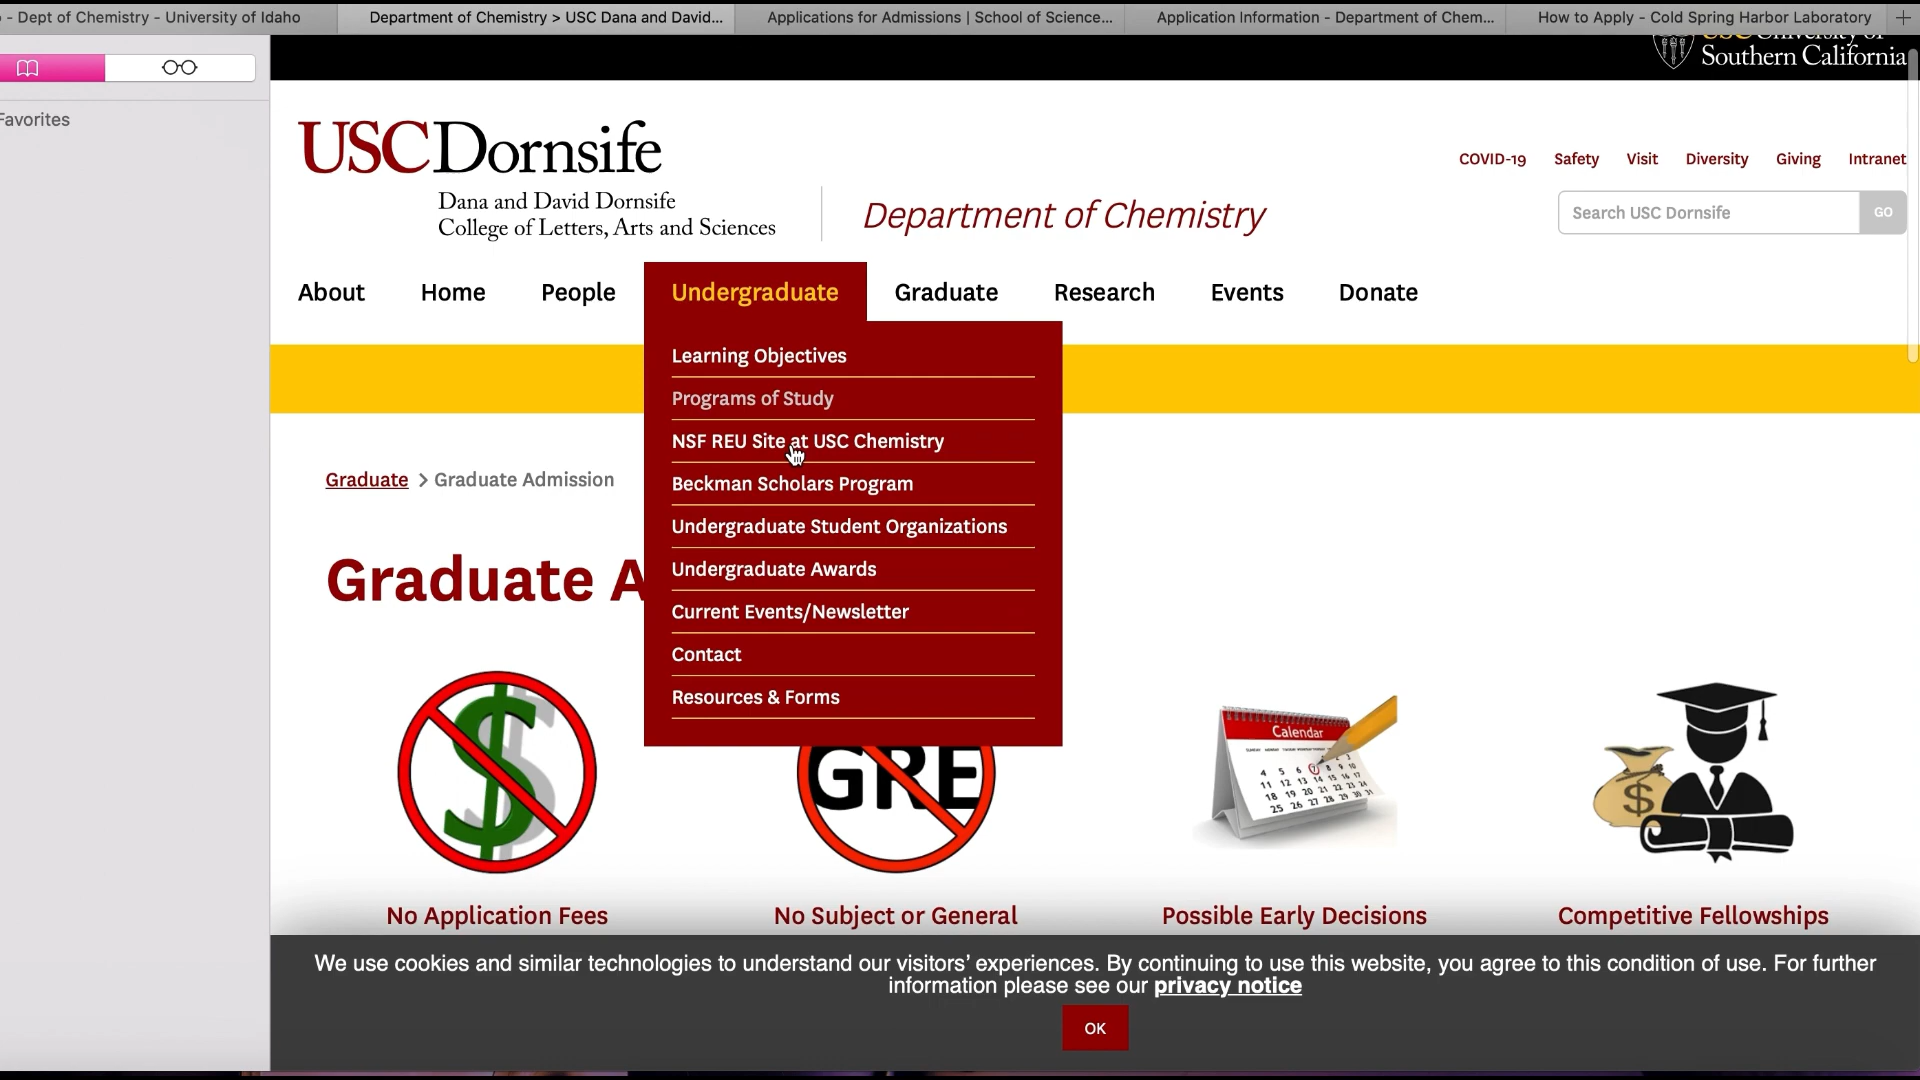 - Dept of Chemistry - University of Idaho
Department of Chemistry > USC Dana and David...
Applications for Admissions | School of Science...
Application Information - Department of Chem...
How to Apply - Cold Spring Harbor Laboratory
Favorites
Southern California
USC Dornsife
Dana and David Dornsife
College of Letters, Arts and Sciences
Department of Chemistry
COVID-19 Safety Visit Diversity Giving Intranet
Search USC Dornsife
GO
About Home People Undergraduate Graduate Research Events Donate
Learning Objectives
Programs of Study
NSF REU Site at USC Chemistry
Beckman Scholars Program
Undergraduate Student Organizations
Undergraduate Awards
Current Events/Newsletter
Contact
Resources & Forms
Graduate > Graduate Admission
Graduate A
$
GRE
Calendar
$
No Application Fees
No Subject or General
Possible Early Decisions
Competitive Fellowships
We use cookies and similar technologies to understand our visitors' experiences. By continuing to use this website, you agree to this condition of use. For further
information please see our privacy notice
OK